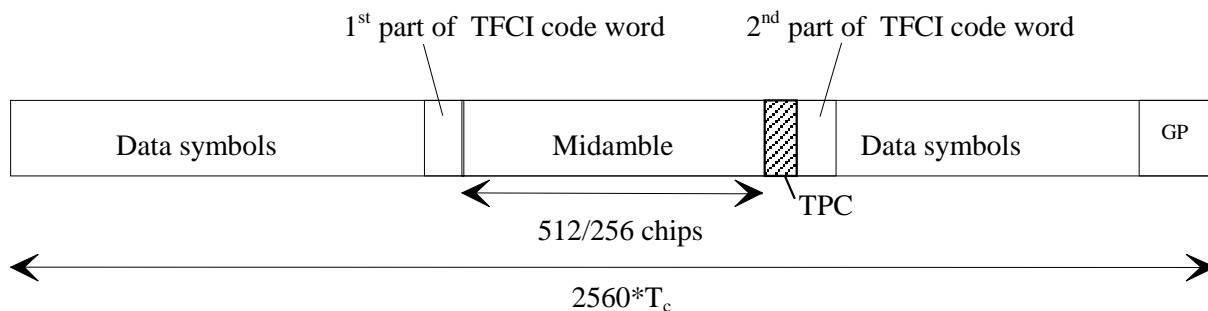 1st part of TFCI code word
2nd part of TFCI code word
Data symbols
Midamble
Data symbols
GP
TPC
512/256 chips
2560*Tc